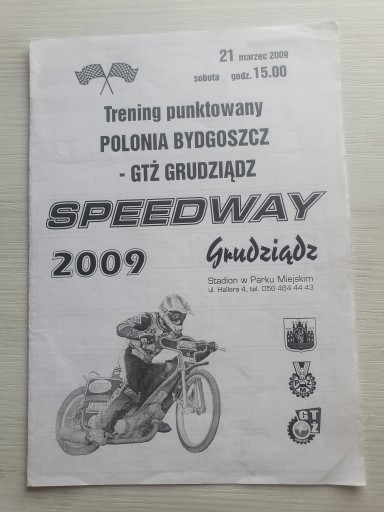 21 marzec 2009
sobota godz. 15.00
Trening punktowany
POLONIA BYDGOSZCZ
- GTŻ GRUDZIĄDZ
SPEEDWAY
2009
Grudziądz
Stadion w Parku Miejskim
ul. Hallera 4, tel. 056 464 44 43
GTŻ